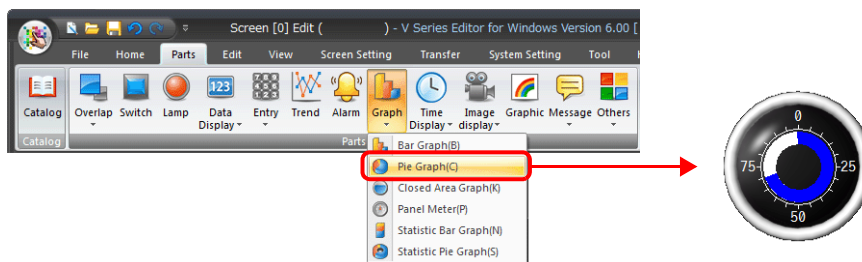 Screen [0] Edit ( ) - V Series Editor for Windows Version 6.00 [
File Home Parts Edit View Screen Setting Transfer System Setting Tool
Catalog Overlap Switch Lamp Data Display Entry Trend Alarm Graph Time Display Image display Graphic Message Others
123
Catalog Parts
Bar Graph(B)
Pie Graph(C)
Closed Area Graph(K)
Panel Meter(P)
Statistic Bar Graph(N)
Statistic Pie Graph(S)
0
75 25
50